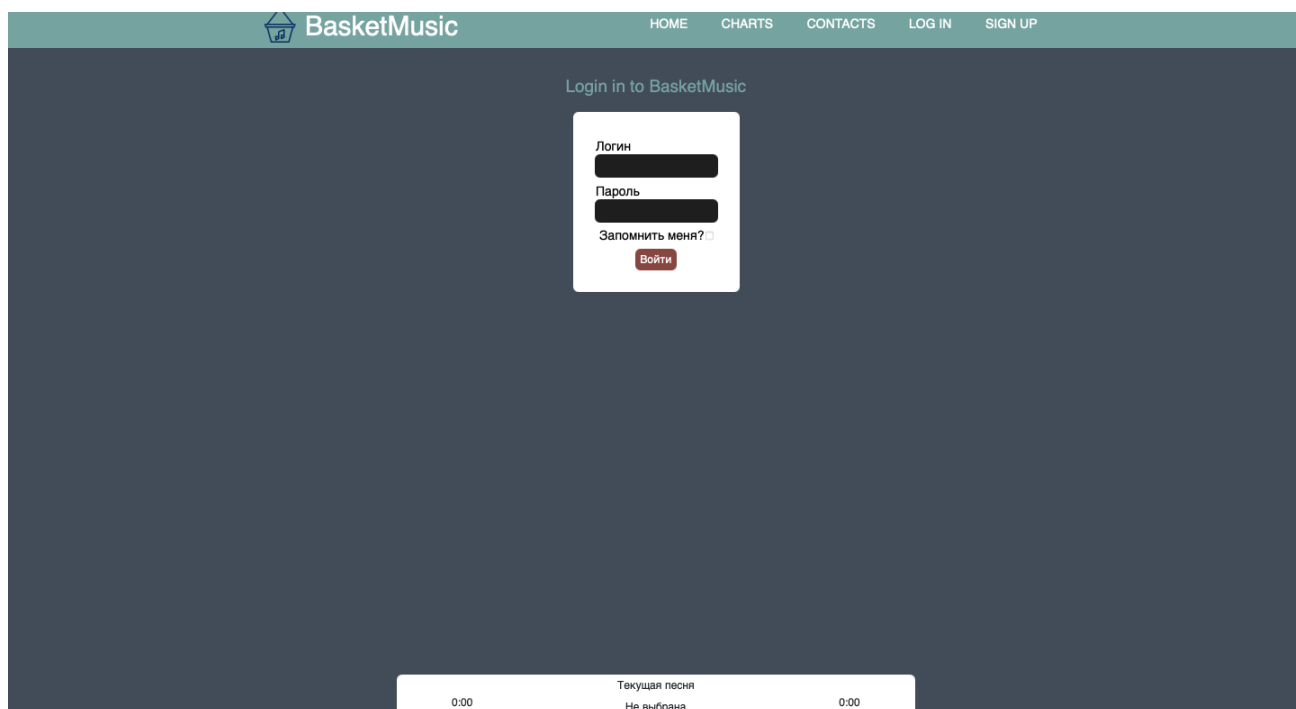 BasketMusic HOME CHARTS CONTACTS LOG IN SIGN UP
Login in to BasketMusic
Логин
Пароль
Запомнить меня?
Войти
Текущая песня
0:00 Не выбрана 0:00